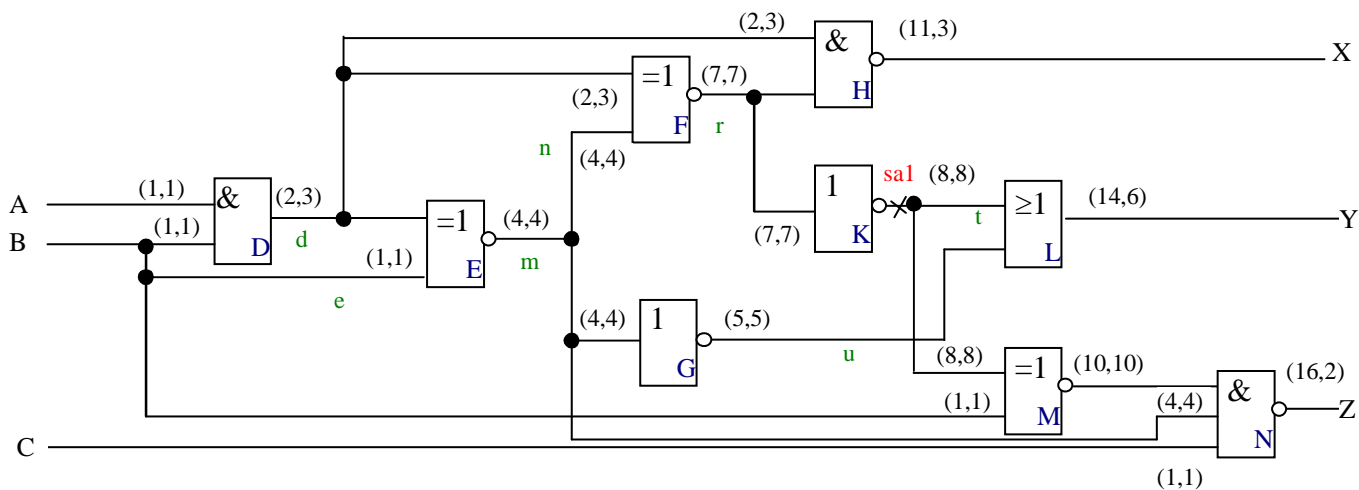 (2,3) & (11,3) X
=1 (7,7)
(2,3) H
F r
n (4,4)
sa1 (8,8)
A (1,1) & (2,3) 1 ≥1 (14,6)
=1 (4,4) t Y
B (1,1) D d (7,7) K L
(1,1) E m
e (4,4) 1 (5,5)
u (8,8) =1 (10,10) (16,2)
G &
(1,1) M (4,4) Z
C N
(1,1)